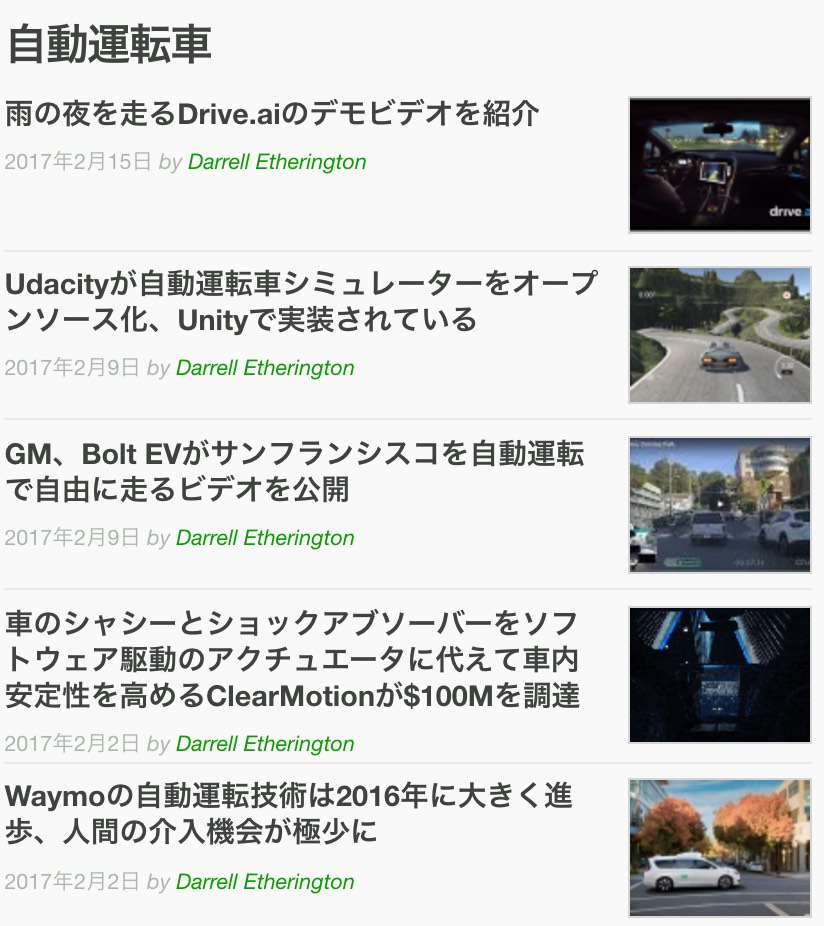 自動運転車
雨の夜を走るDrive.aiのデモビデオを紹介
2017年2月15日 by Darrell Etherington
drive.a
Udacityが自動運転車シミュレーターをオープ
ンソース化、Unityで実装されている
2017年2月9日 by Darrell Etherington
GM、Bolt EVがサンフランシスコを自動運転
で自由に走るビデオを公開
2017年2月9日 by Darrell Etherington
車のシャシーとショックアブソーバーをソフ
トウェア駆動のアクチュエータに代えて車内
安定性を高めるClearMotionが$100Mを調達
2017年2月2日 by Darrell Etherington
Waymoの自動運転技術は2016年に大きく進
歩、人間の介入機会が極少に
2017年2月2日 by Darrell Etherington